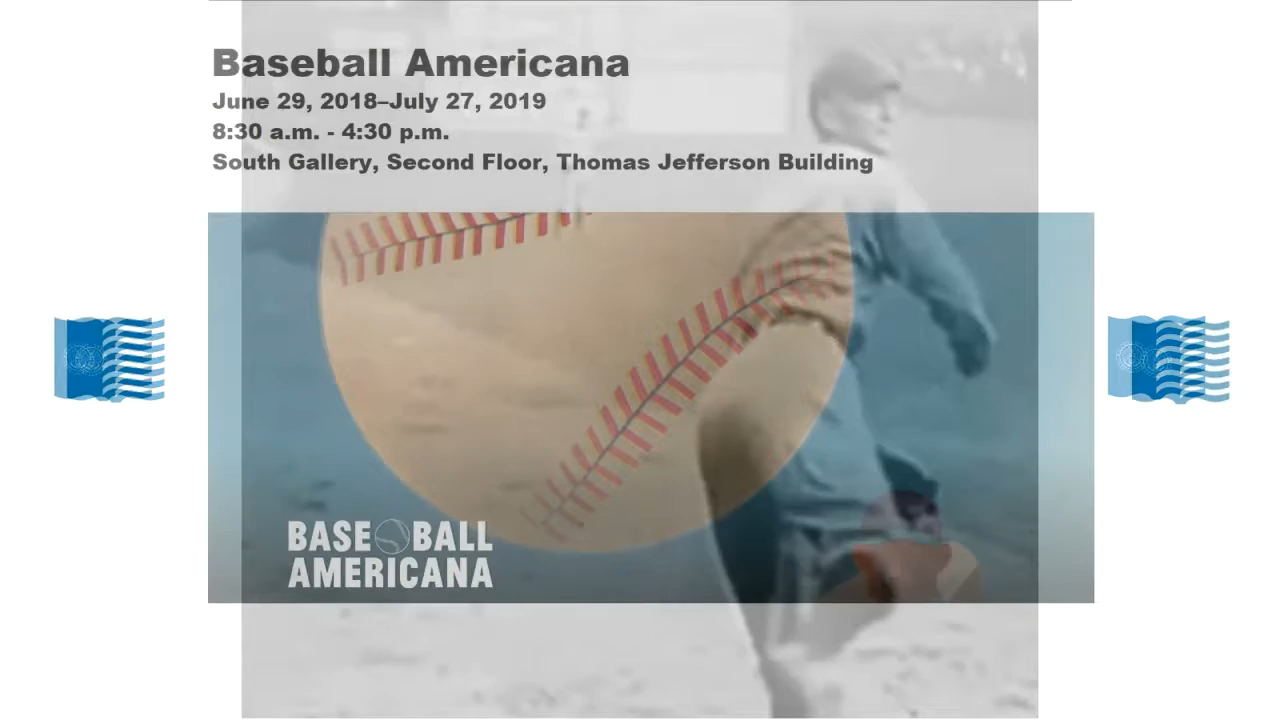 Baseball Americana
June 29, 2018–July 27, 2019
8:30 a.m. - 4:30 p.m.
South Gallery, Second Floor, Thomas Jefferson Building
BASEBALL
AMERICANA